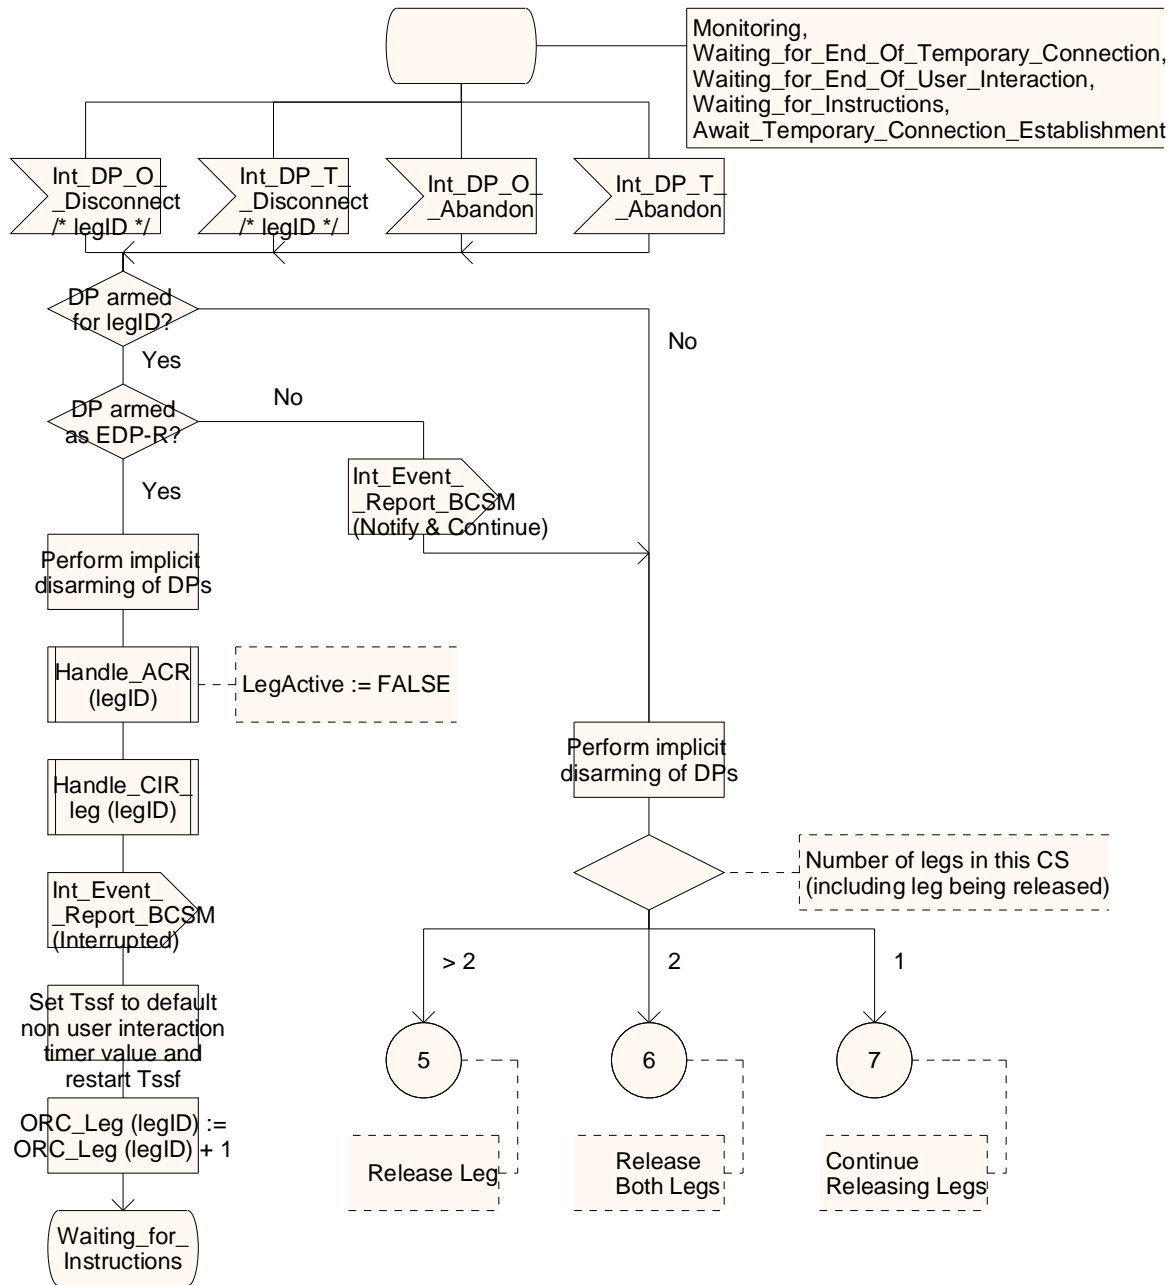 Monitoring,
Waiting_for_End_Of_Temporary_Connection,
Waiting_for_End_Of_User_Interaction,
Waiting_for_Instructions,
Await_Temporary_Connection_Establishment
Int_DP_O_
_Disconnect
/* legID */
Int_DP_T_
_Disconnect
/* legID */
Int_DP_O_
_Abandon
Int_DP_T_
_Abandon
DP armed
for legID?
No
Yes
DP armed
as EDP-R?
No
Yes
Int_Event_
_Report_BCSM
(Notify & Continue)
Perform implicit
disarming of DPs
Handle_ACR
(legID)
LegActive := FALSE
Perform implicit
disarming of DPs
Handle_CIR_
leg (legID)
Number of legs in this CS
(including leg being released)
Int_Event_
_Report_BCSM
(Interrupted)
> 2
2
1
Set Tssf to default
non user interaction
timer value and
restart Tssf
5
6
7
ORC_Leg (legID) :=
ORC_Leg (legID) + 1
Release Leg
Release
Both Legs
Continue
Releasing Legs
Waiting_for_
Instructions